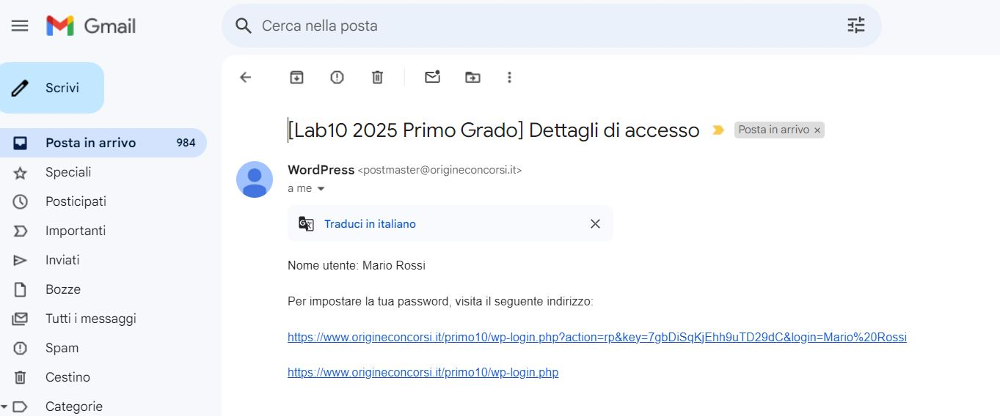 Gmail
Cerca nella posta
Scrivi
Posta in arrivo 984
Speciali
Posticipati
Importanti
Inviati
Bozze
Tutti i messaggi
Spam
Cestino
Categorie
[Lab10 2025 Primo Grado] Dettagli di accesso Posta in arrivo ×
WordPress <postmaster@origineconcorsi.it>
a me
Traduci in italiano
Nome utente: Mario Rossi
Per impostare la tua password, visita il seguente indirizzo:
https://www.origineconcorsi.it/primo10/wp-login.php?action=rp&key=7gbDiSqKjEhh9uTD29dC&login=Mario%20Rossi
https://www.origineconcorsi.it/primo10/wp-login.php